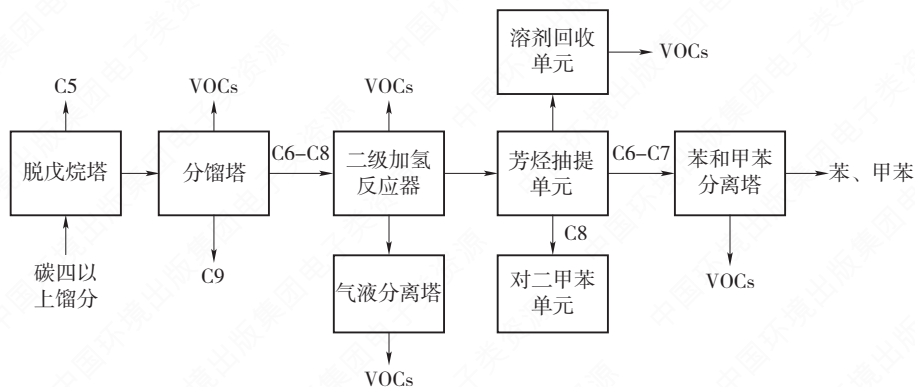 溶剂回收
单元
VOCs
C5
VOCs
VOCs
脱戊烷塔
分馏塔
C6-C8
二级加氢
反应器
芳烃抽提
单元
C6-C7
苯和甲苯
分离塔
苯、甲苯
碳四以
上馏分
C9
气液分离塔
C8
对二甲苯
单元
VOCs
VOCs